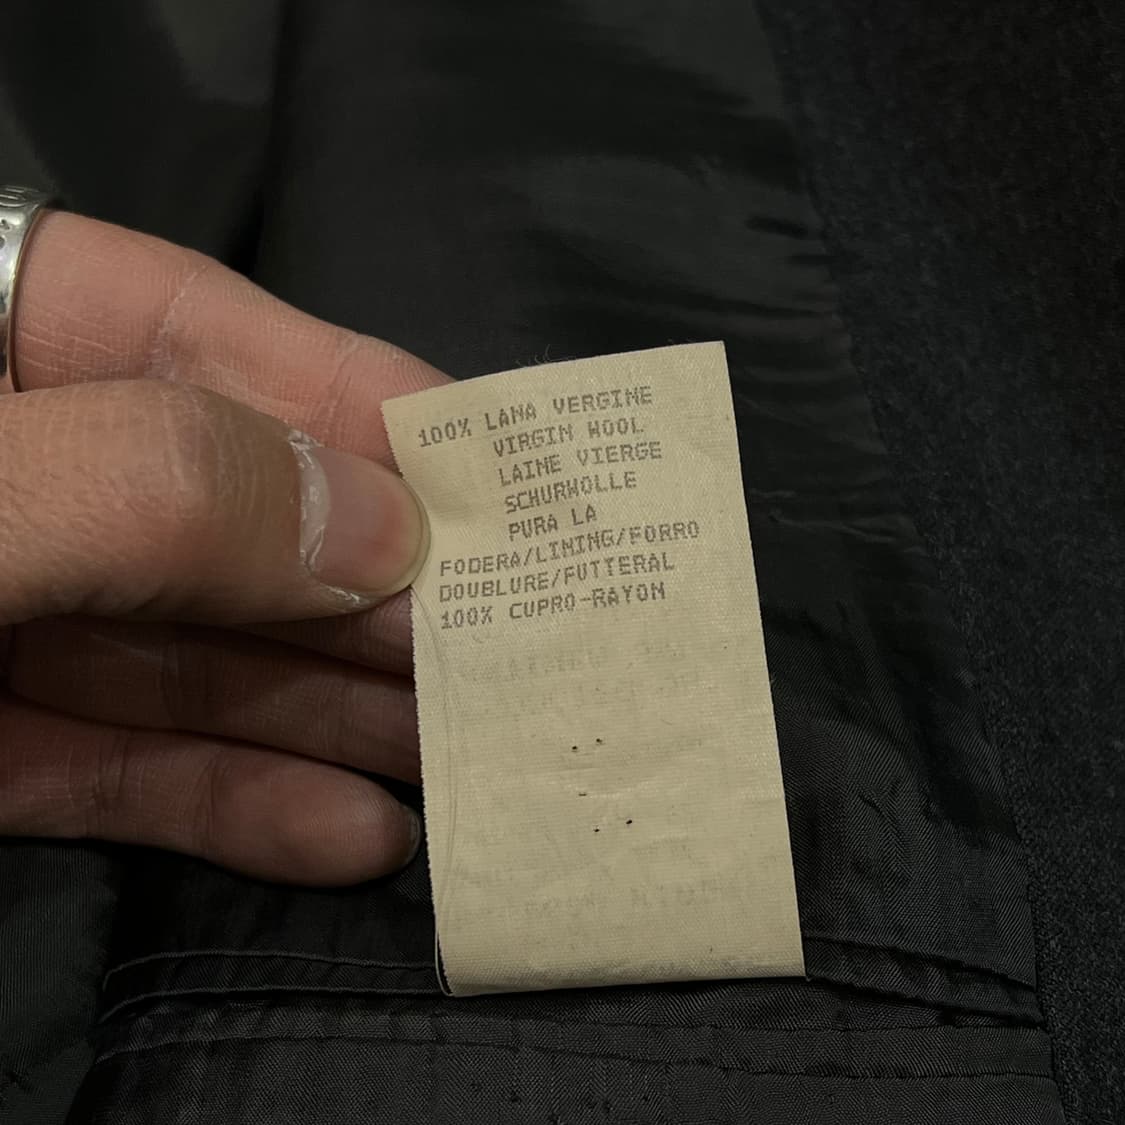 100% LANA VERGINE
VIRGIN WOOL
LAINE VIERGE
SCHURWOLLE
PURA LA
FODERA/LINING/FORRO
DOUBLURE/FUTTERAL
100% CUPRO-RAYON